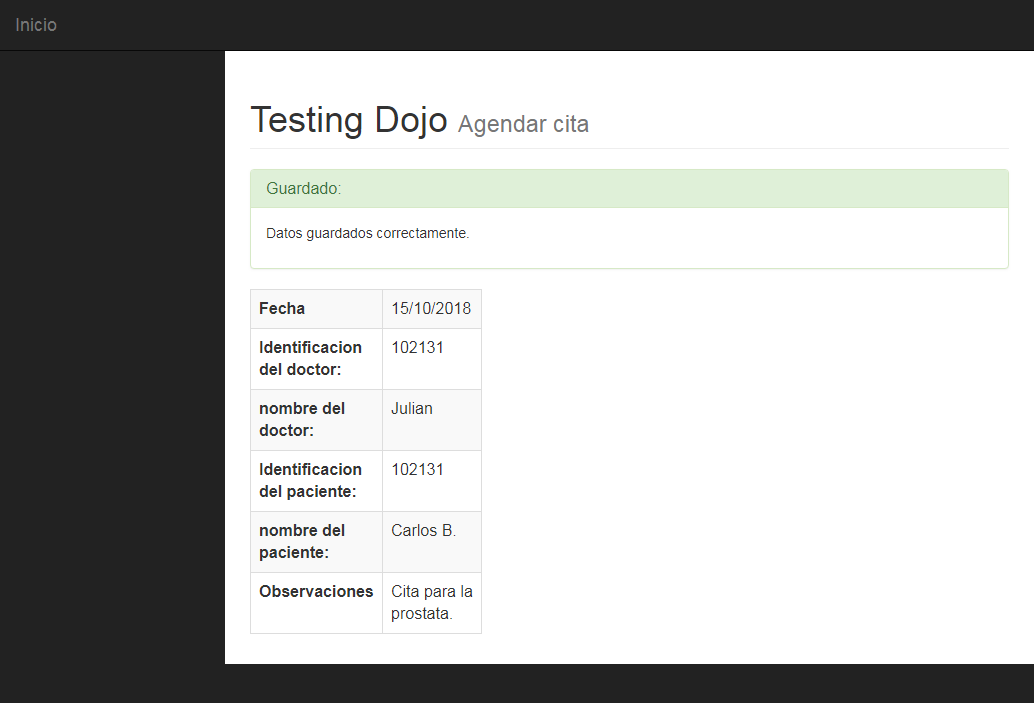 Inicio
Testing Dojo Agendar cita
Guardado:
Datos guardados correctamente.
Fecha 15/10/2018
Identificacion 102131
del doctor:
nombre del Julian
doctor:
Identificacion 102131
del paciente:
nombre del Carlos B.
paciente:
Observaciones Cita para la
prostata.